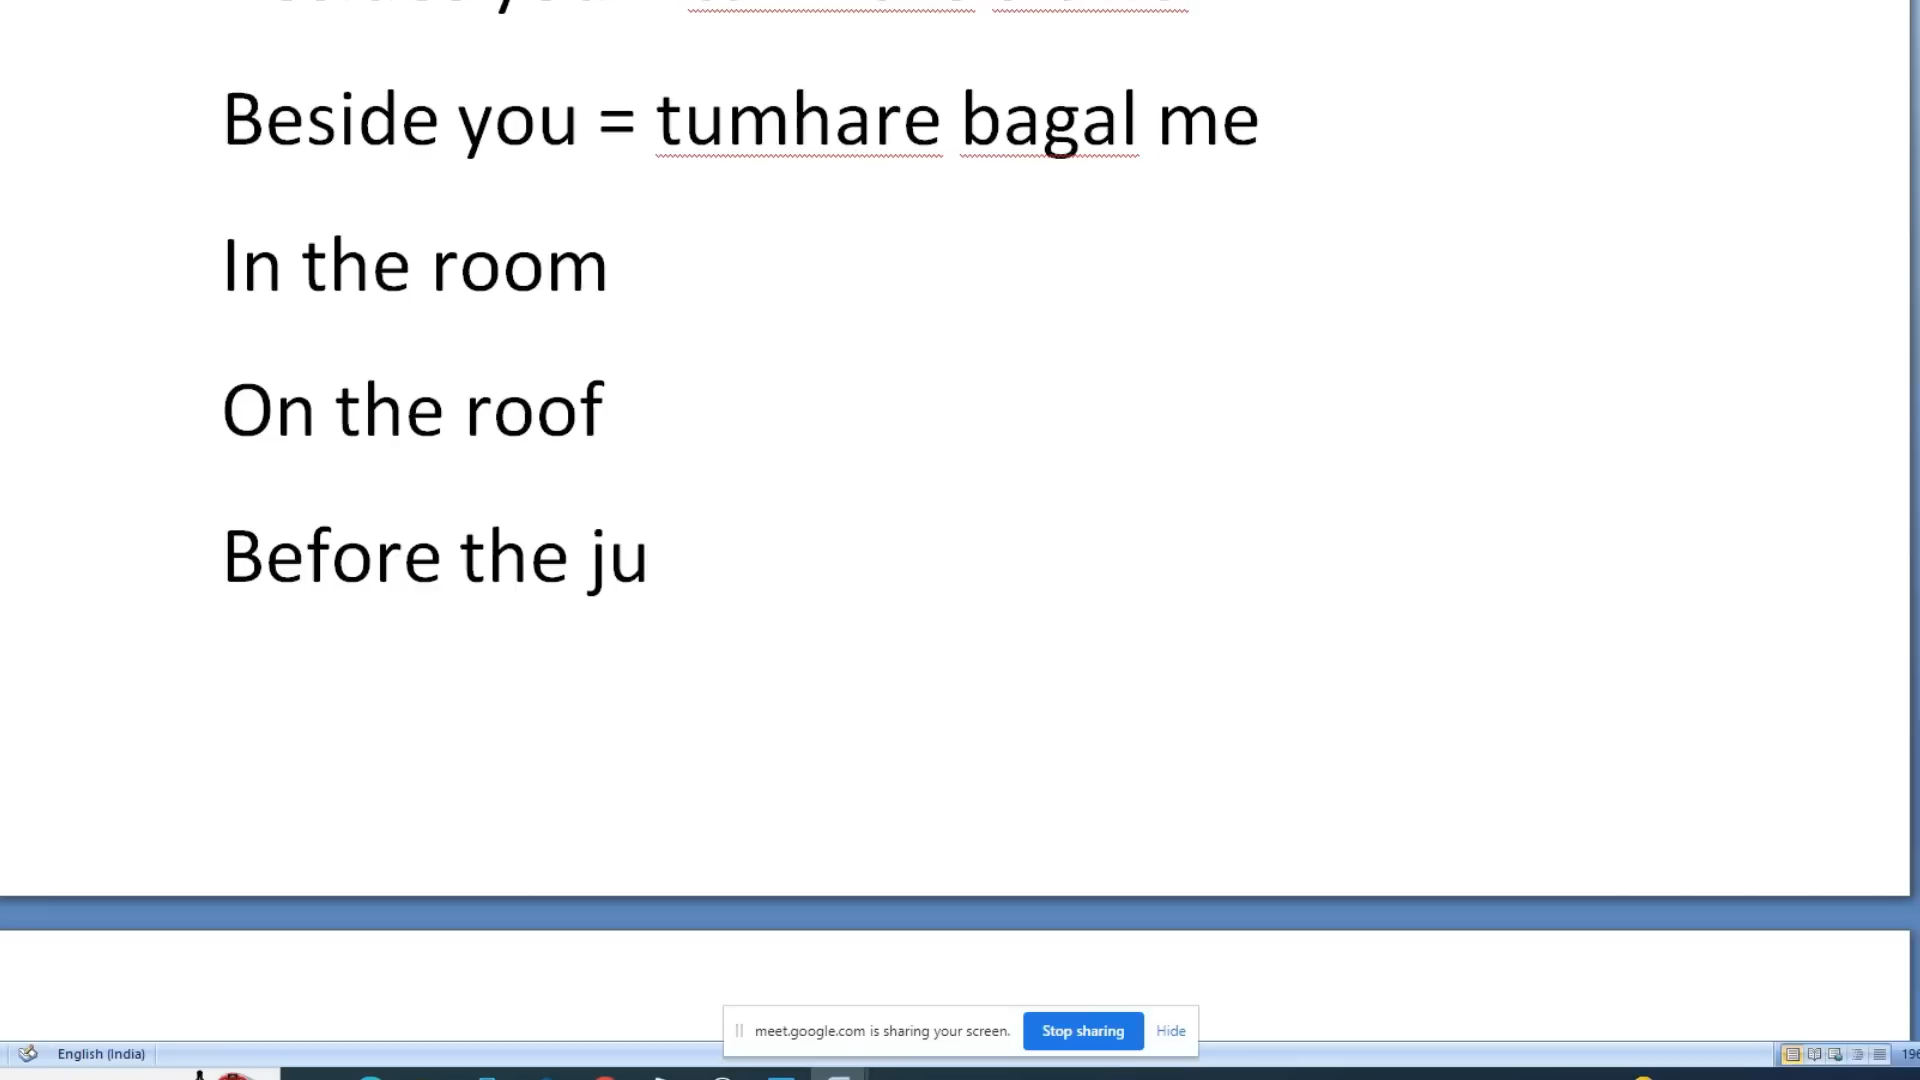 Beside you = tumhare bagal me
In the room
On the roof
Before the ju
meet.google.com is sharing your screen. Stop sharing Hide
English (India)